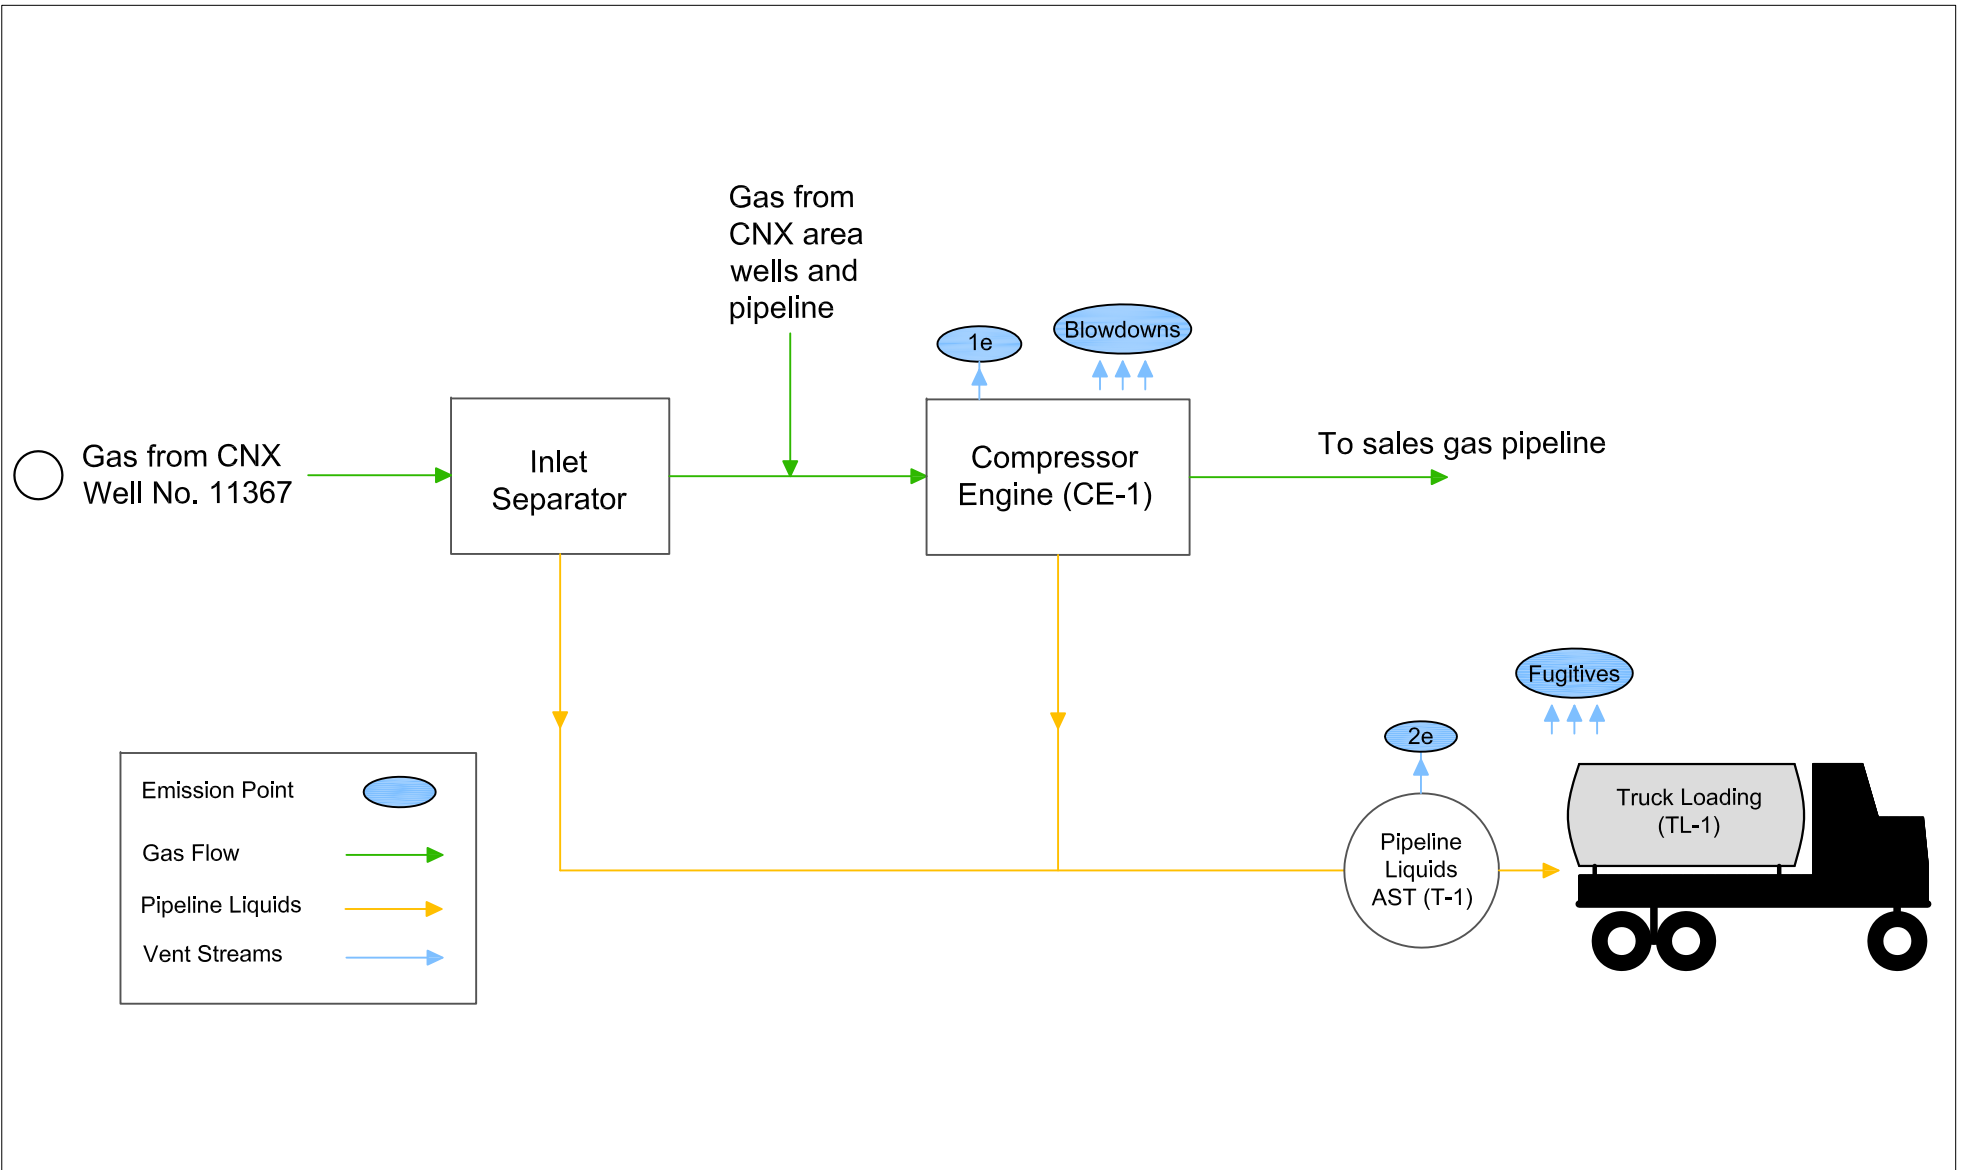 Gas from
CNX area
wells and
pipeline
1e
Blowdowns
Gas from CNX
Well No. 11367
Inlet
Separator
Compressor
Engine (CE-1)
To sales gas pipeline
Fugitives
2e
Truck Loading
(TL-1)
Pipeline
Liquids
AST (T-1)
Emission Point
Gas Flow
Pipeline Liquids
Vent Streams